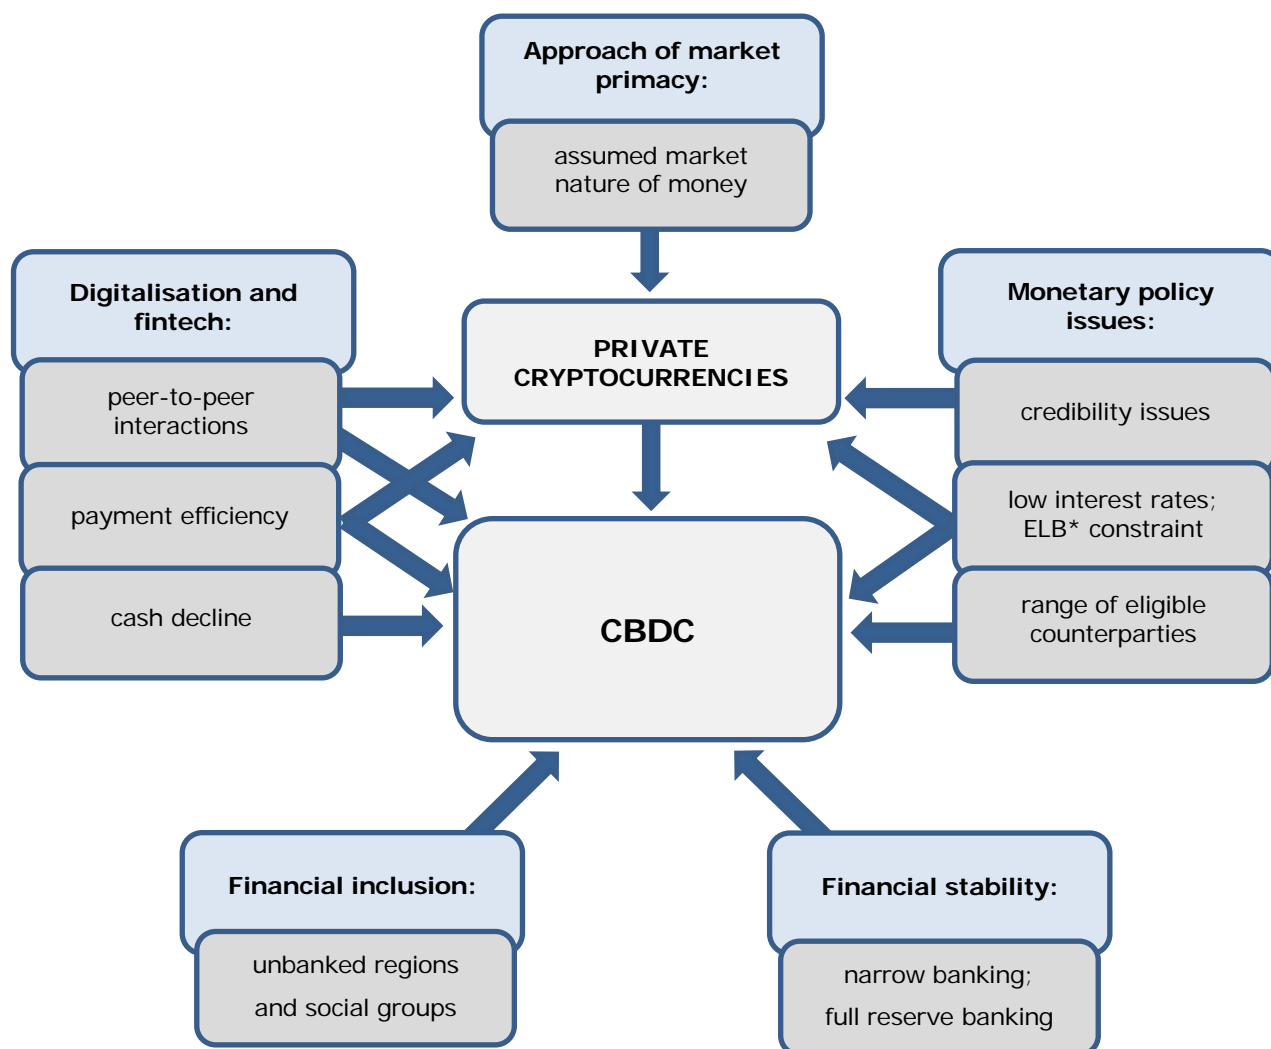 Approach of market
primacy:
assumed market
nature of money
Digitalisation and
fintech:
peer-to-peer
interactions
payment efficiency
cash decline
PRIVATE
CRYPTOCURRENCIES
CBDC
Monetary policy
issues:
credibility issues
low interest rates;
ELB* constraint
range of eligible
counterparties
Financial inclusion:
unbanked regions
and social groups
Financial stability:
narrow banking;
full reserve banking